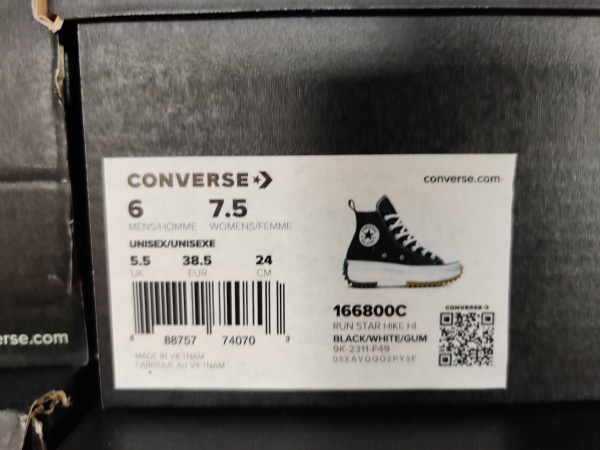 CONVERSE
converse.com
6 7.5
MENS/HOMME WOMENS/FEMME
UNISEX/UNISEXE
5.5 38.5 24
UK EUR CM
88757 74070 3
MADE IN VIETNAM
FABRIQUÉ AU VIETNAM
166800C
RUN STAR HIKE HI
BLACK/WHITE/GUM
9K-2311-F49
CONVERSE
erse.com